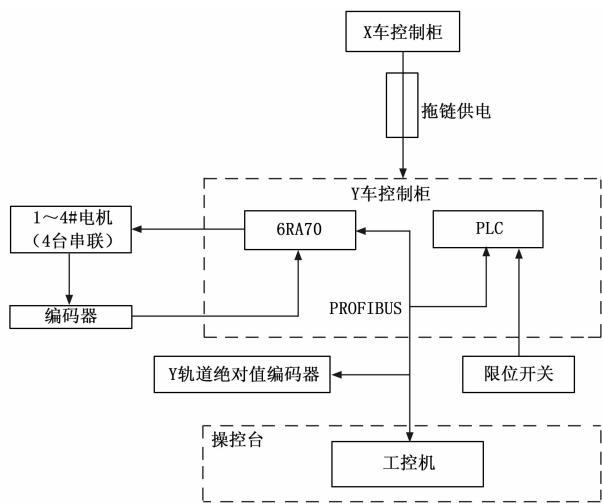 X车控制柜
拖链供电
Y车控制柜
1～4#电机
（4台串联）
6RA70
PLC
编码器
PROFIBUS
Y轨道绝对值编码器
限位开关
操控台
工控机